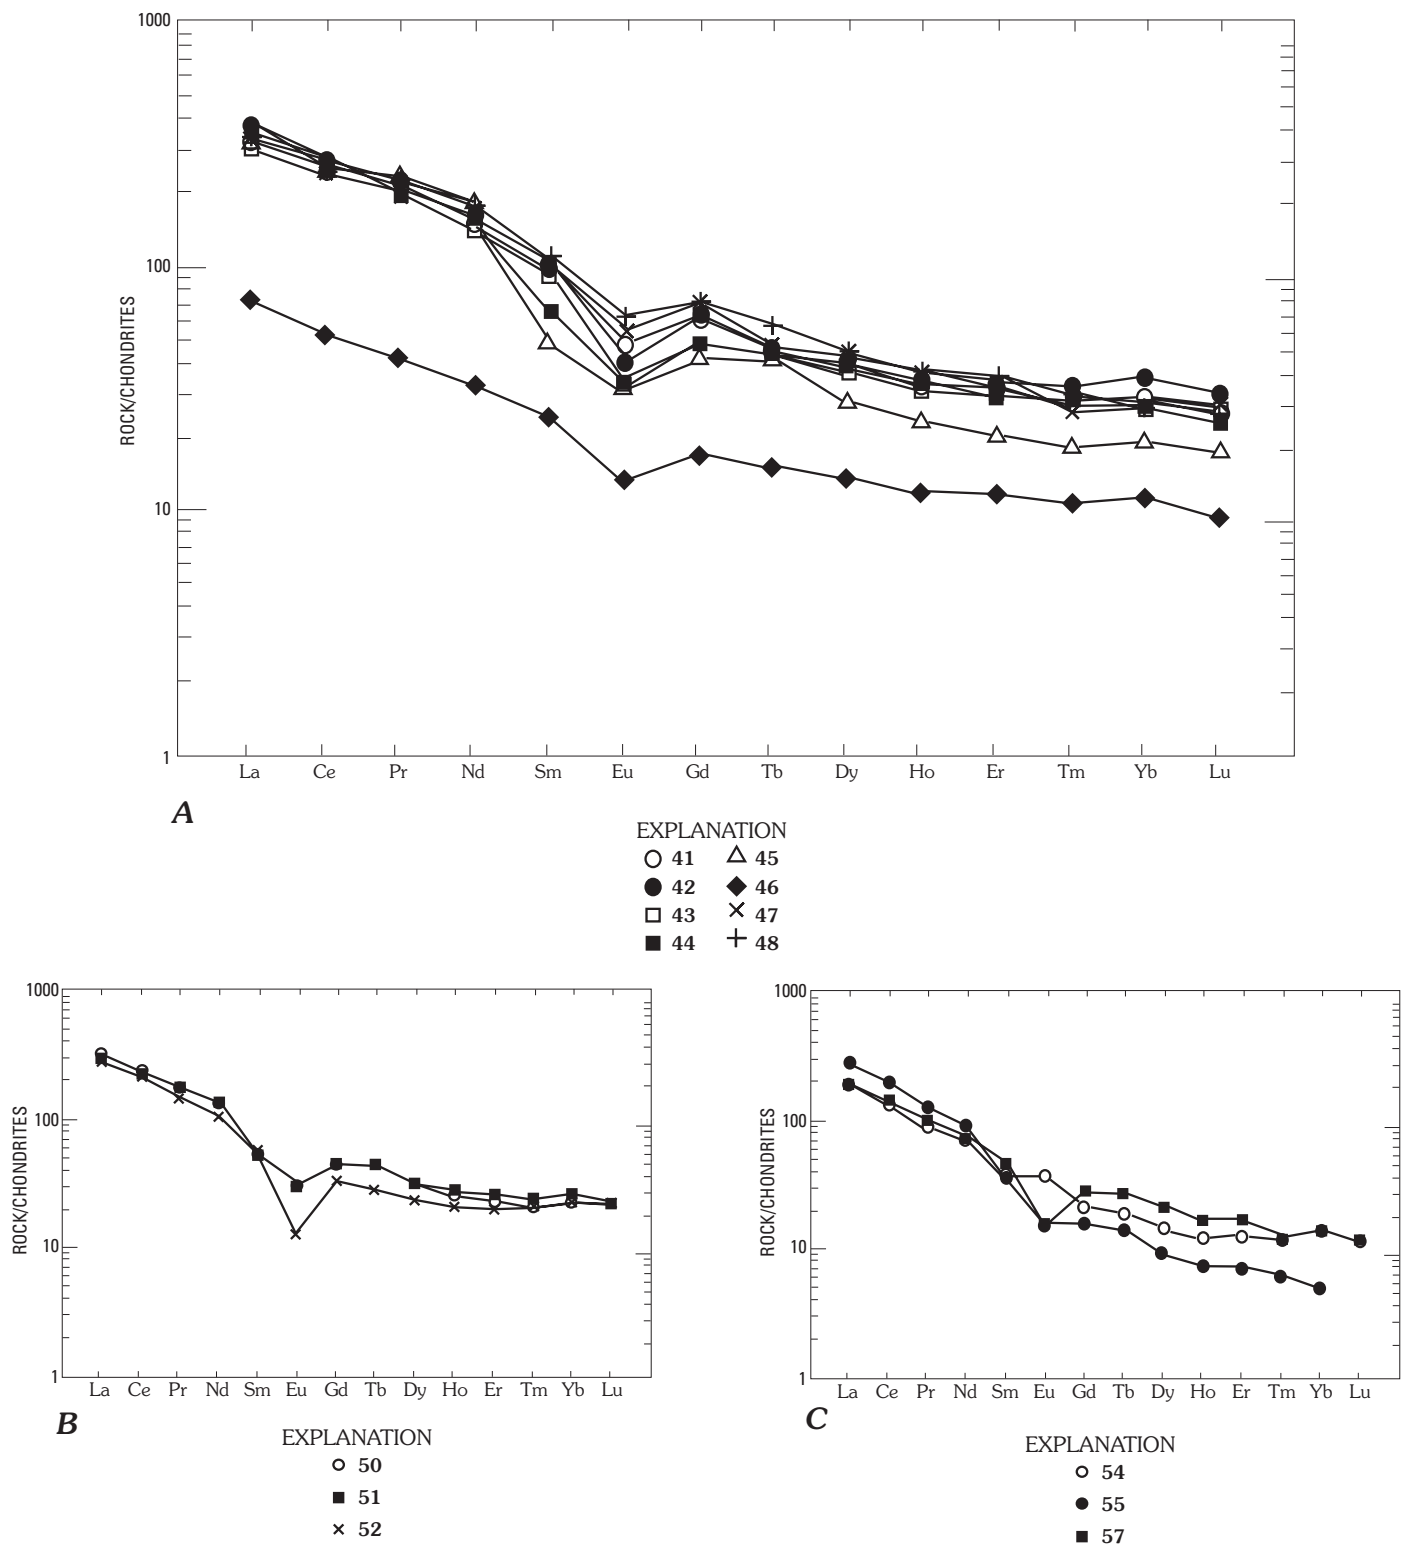 1000
100
10
1
ROCK/CHONDRITES
La Ce Pr Nd Sm Eu Gd Tb Dy Ho Er Tm Yb Lu
A
EXPLANATION
41 45
42 46
43 47
44 48
1000
100
10
1
ROCK/CHONDRITES
La Ce Pr Nd Sm Eu Gd Tb Dy Ho Er Tm Yb Lu
B
EXPLANATION
50
51
52
1000
100
10
1
ROCK/CHONDRITES
La Ce Pr Nd Sm Eu Gd Tb Dy Ho Er Tm Yb Lu
C
EXPLANATION
54
55
57